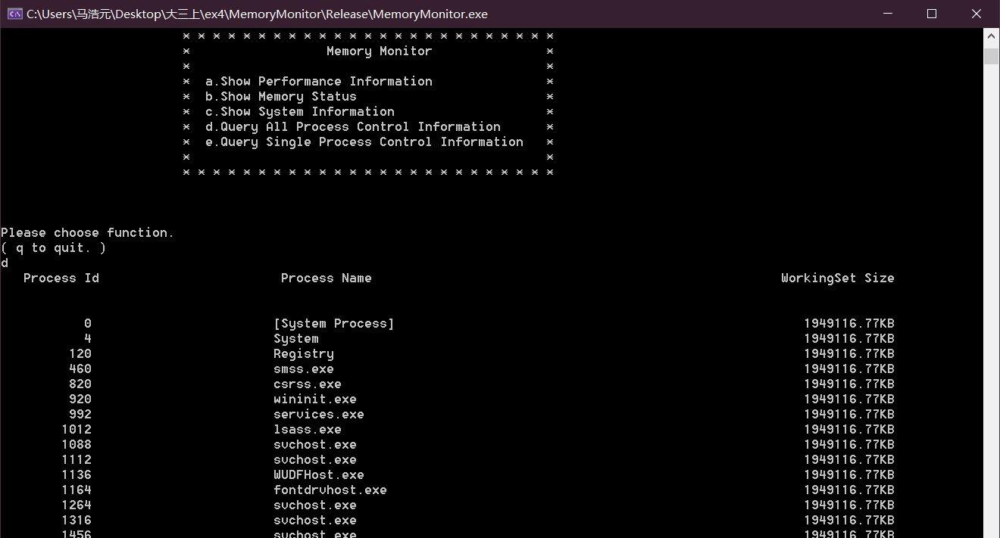 C:\Users\马浩元\Desktop\大三上\ex4\MemoryMonitor\Release\MemoryMonitor.exe
* * * * * * * * * * * * * * * * * * * * * * * * *
* Memory Monitor *
* *
* a.Show Performance Information *
* b.Show Memory Status *
* c.Show System Information *
* d.Query All Process Control Information *
* e.Query Single Process Control Information *
* *
* * * * * * * * * * * * * * * * * * * * * * * * *
Please choose function.
( q to quit. )
d
Process Id Process Name WorkingSet Size
0 [System Process] 1949116.77KB
4 System 1949116.77KB
120 Registry 1949116.77KB
460 smss.exe 1949116.77KB
820 csrss.exe 1949116.77KB
920 wininit.exe 1949116.77KB
992 services.exe 1949116.77KB
1012 lsass.exe 1949116.77KB
1088 svchost.exe 1949116.77KB
1112 svchost.exe 1949116.77KB
1136 WUDFHost.exe 1949116.77KB
1164 fontdrvhost.exe 1949116.77KB
1264 svchost.exe 1949116.77KB
1316 svchost.exe 1949116.77KB
1456 svchost.exe 1949116.77KB